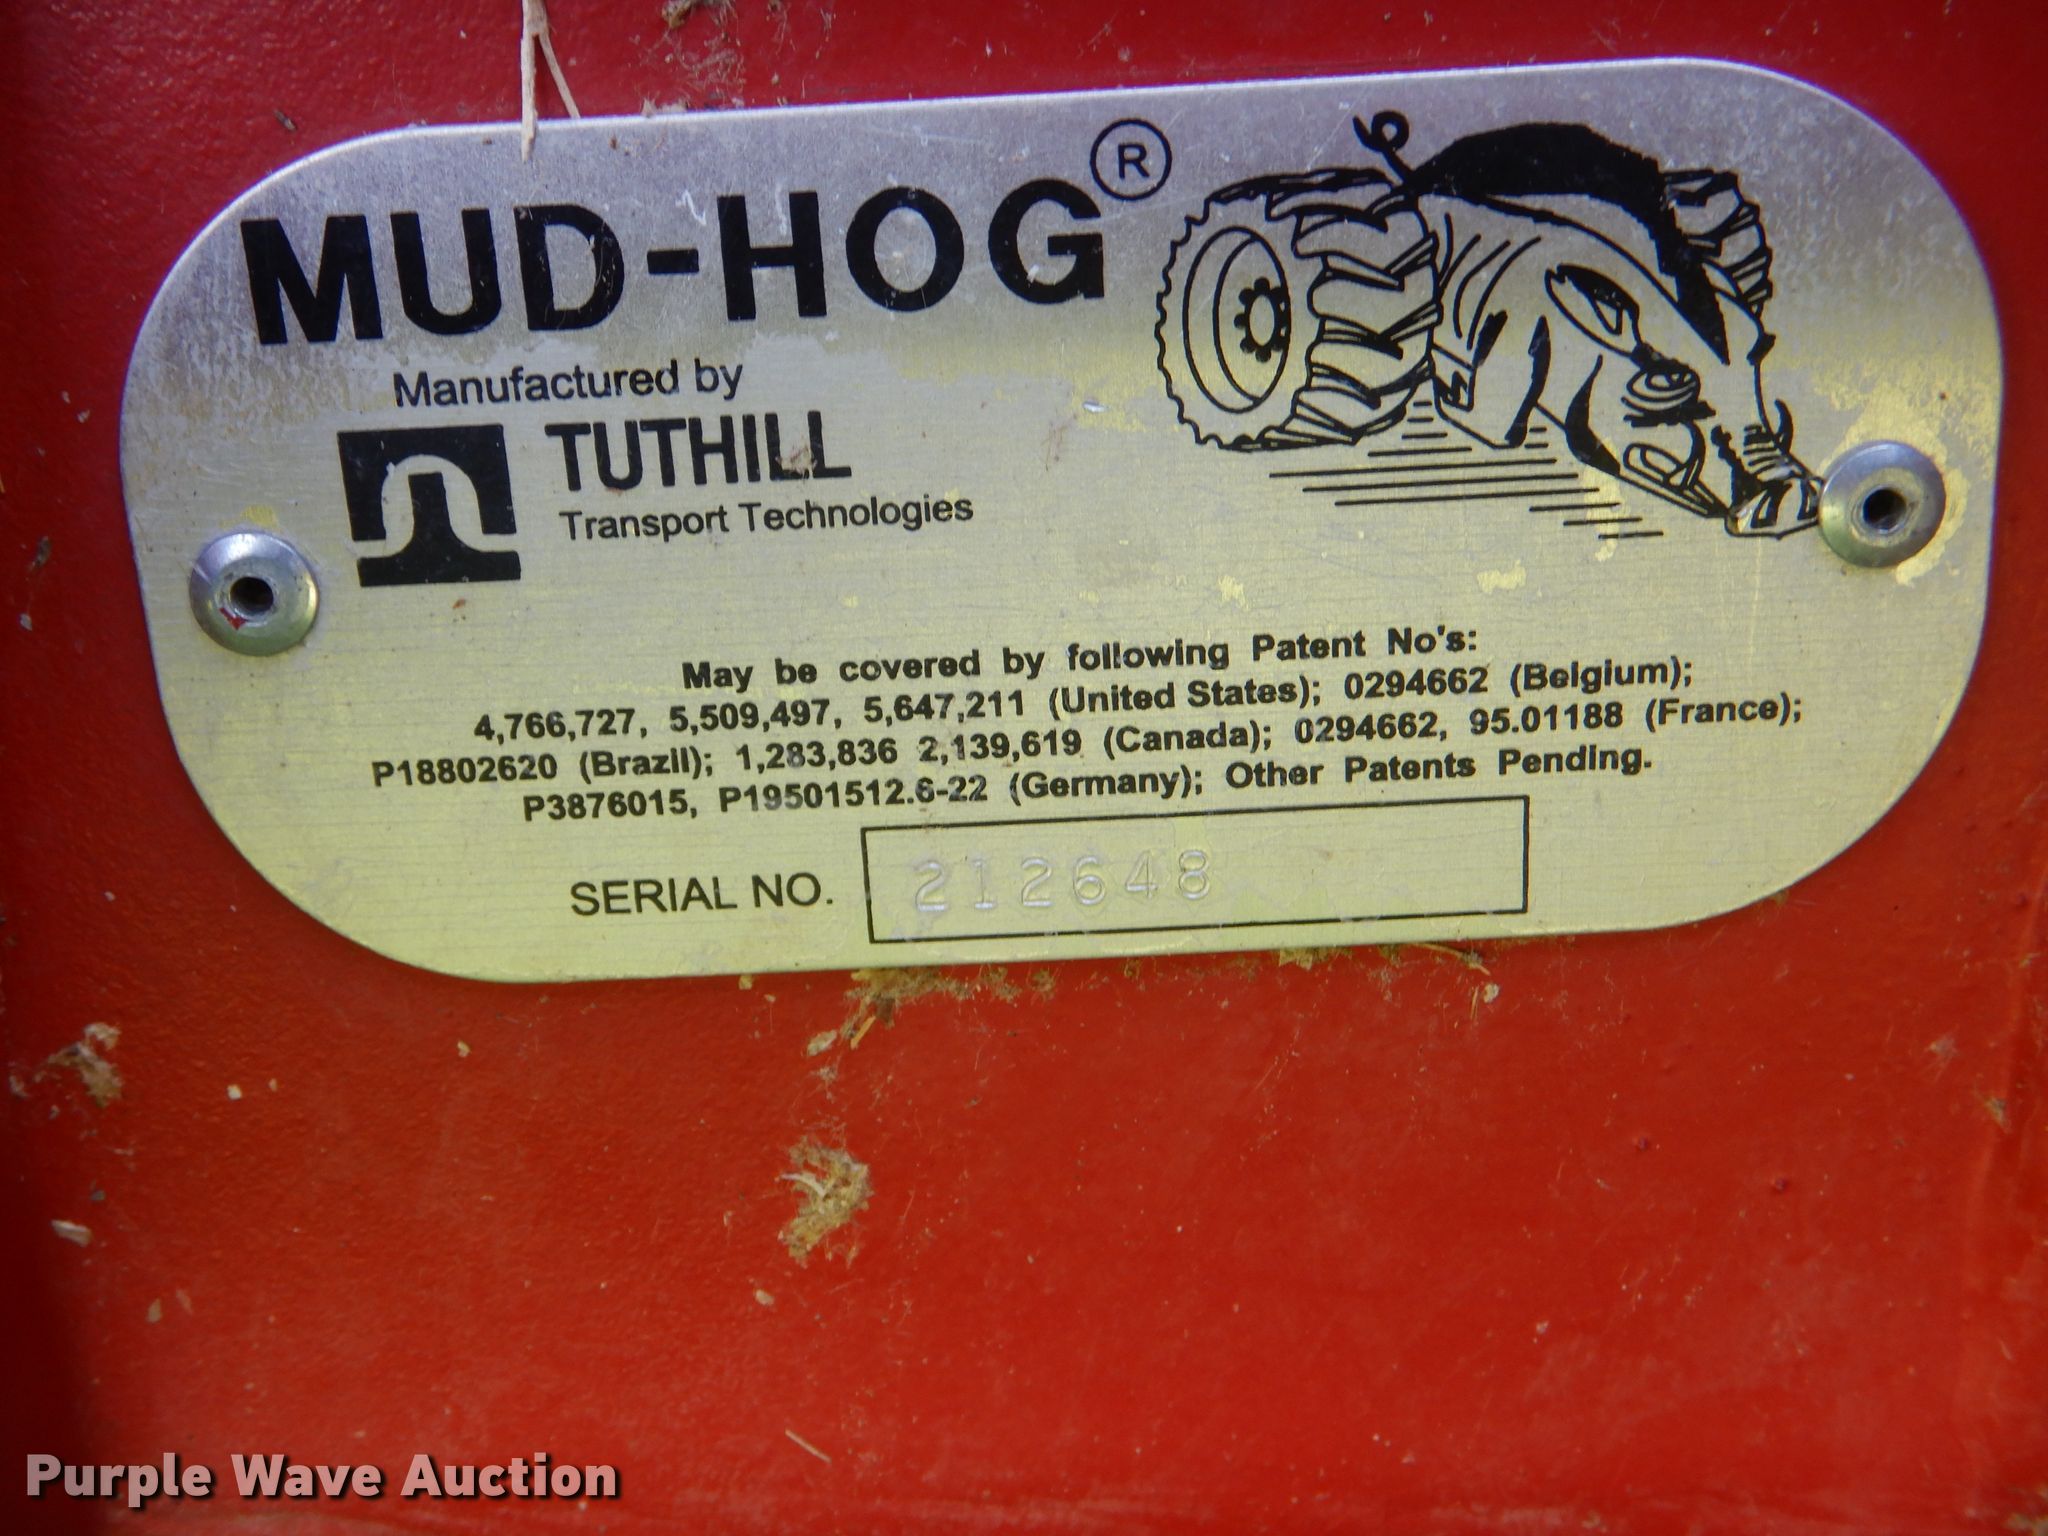 MUD-HOG®
Manufactured by
TUTHILL
Transport Technologies
May be covered by following Patent No's:
4,766,727, 5,509,497, 5,647,211 (United States); 0294662 (Belgium);
P18802620 (Brazil); 1,283,836 2,139,619 (Canada); 0294662, 95.01188 (France);
P3876015, P19501512.6-22 (Germany); Other Patents Pending.
SERIAL NO. 212648
Purple Wave Auction